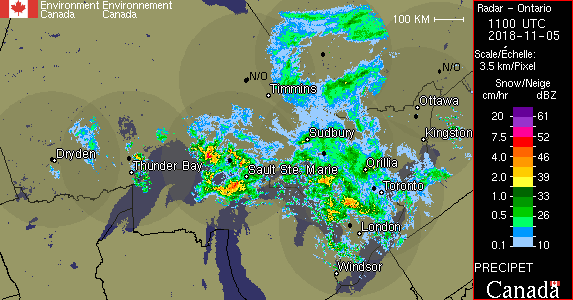 Environment Environnement
Canada Canada
100 KM
N/O
N/O
Timmins
Ottawa
Sudbury
Kingston
Dryden
Thunder Bay
Sault Ste. Marie
Orillia
Toronto
London
Windsor
Radar - Ontario
1100 UTC
2018-11-05
Scale/Échelle:
3.5 km/Pixel
Snow/Neige
cm/hr dBZ
20 61
7.5 52
4.0 46
2.0 39
1.0 33
0.5 26
0.1 10
PRECIPET
Canada